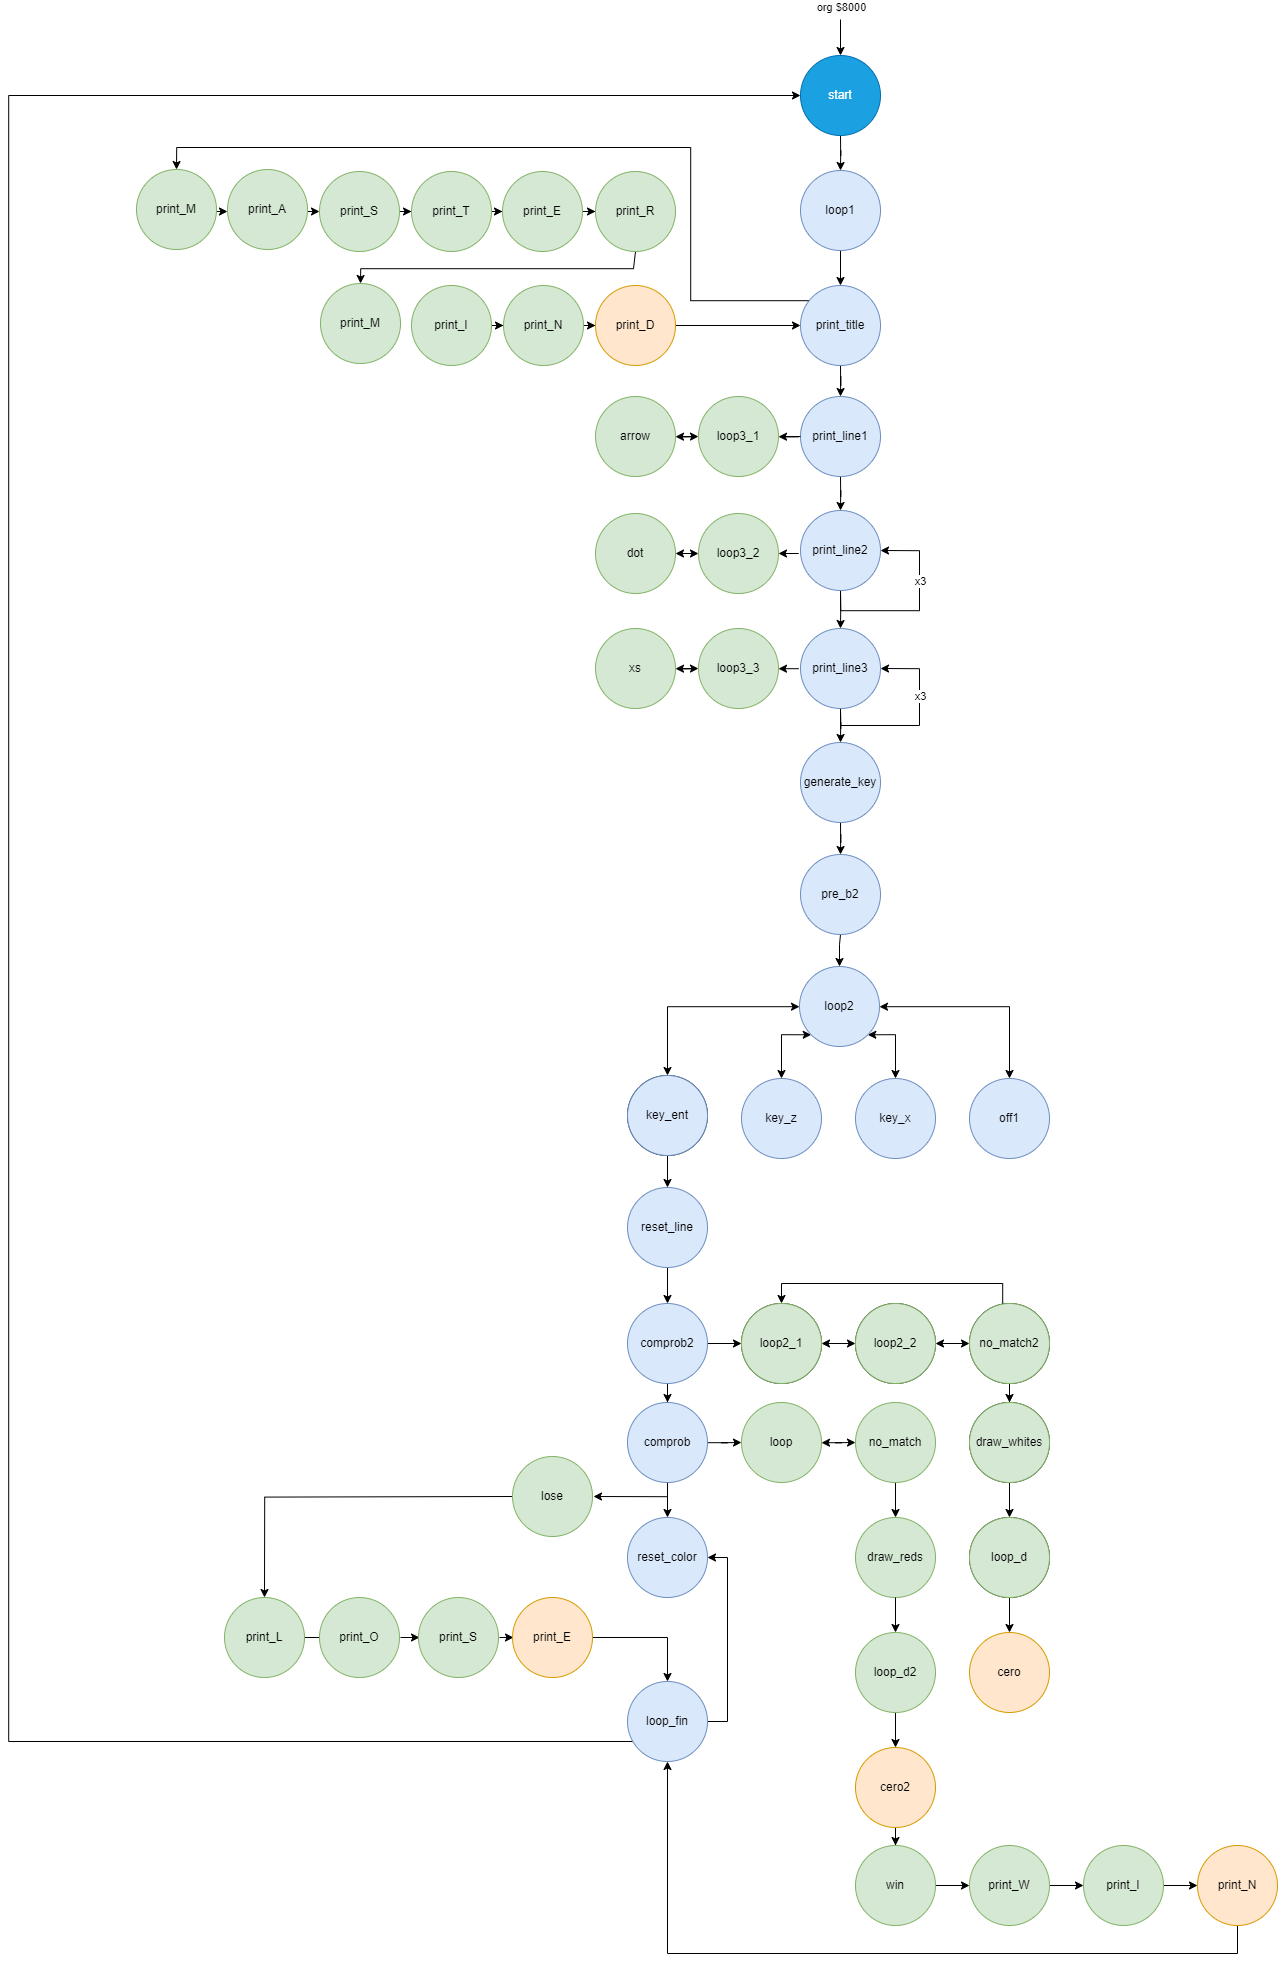 org $8000
start
print_M
print_A
print_S
print_T
print_E
print_R
loop1
print_M
print_I
print_N
print_D
print_title
arrow
loop3_1
print_line1
dot
loop3_2
print_line2
x3
xs
loop3_3
print_line3
x3
generate_key
pre_b2
loop2
key_ent
key_z
key_x
off1
reset_line
comprob2
loop2_1
loop2_2
no_match2
comprob
loop
no_match
draw_whites
lose
reset_color
draw_reds
loop_d
print_L
print_O
print_S
print_E
loop_d2
cero
loop_fin
cero2
win
print_W
print_I
print_N